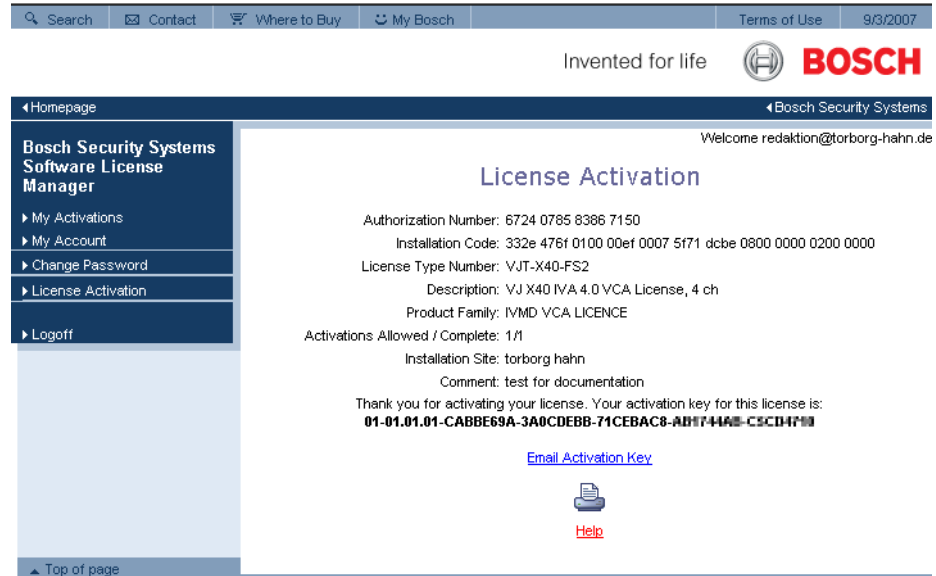 Search Contact Where to Buy My Bosch Terms of Use 9/3/2007
Invented for life BOSCH
Homepage Bosch Security Systems
Welcome redaktion@torborg-hahn.de
Bosch Security Systems
Software License
Manager
My Activations
My Account
Change Password
License Activation
Logoff
License Activation
Authorization Number: 6724 0785 8386 7150
Installation Code: 332e 476f 0100 00ef 0007 5f71 dcbe 0800 0000 0200 0000
License Type Number: VJT-X40-FS2
Description: VJ X40 IVA 4.0 VCA License, 4 ch
Product Family: IVMD VCA LICENCE
Activations Allowed / Complete: 1/1
Installation Site: torborg hahn
Comment: test for documentation
Thank you for activating your license. Your activation key for this license is:
01-01.01.01-CABBE69A-3A0CDEBB-71CEBAC8-
Email Activation Key
Help
Top of page